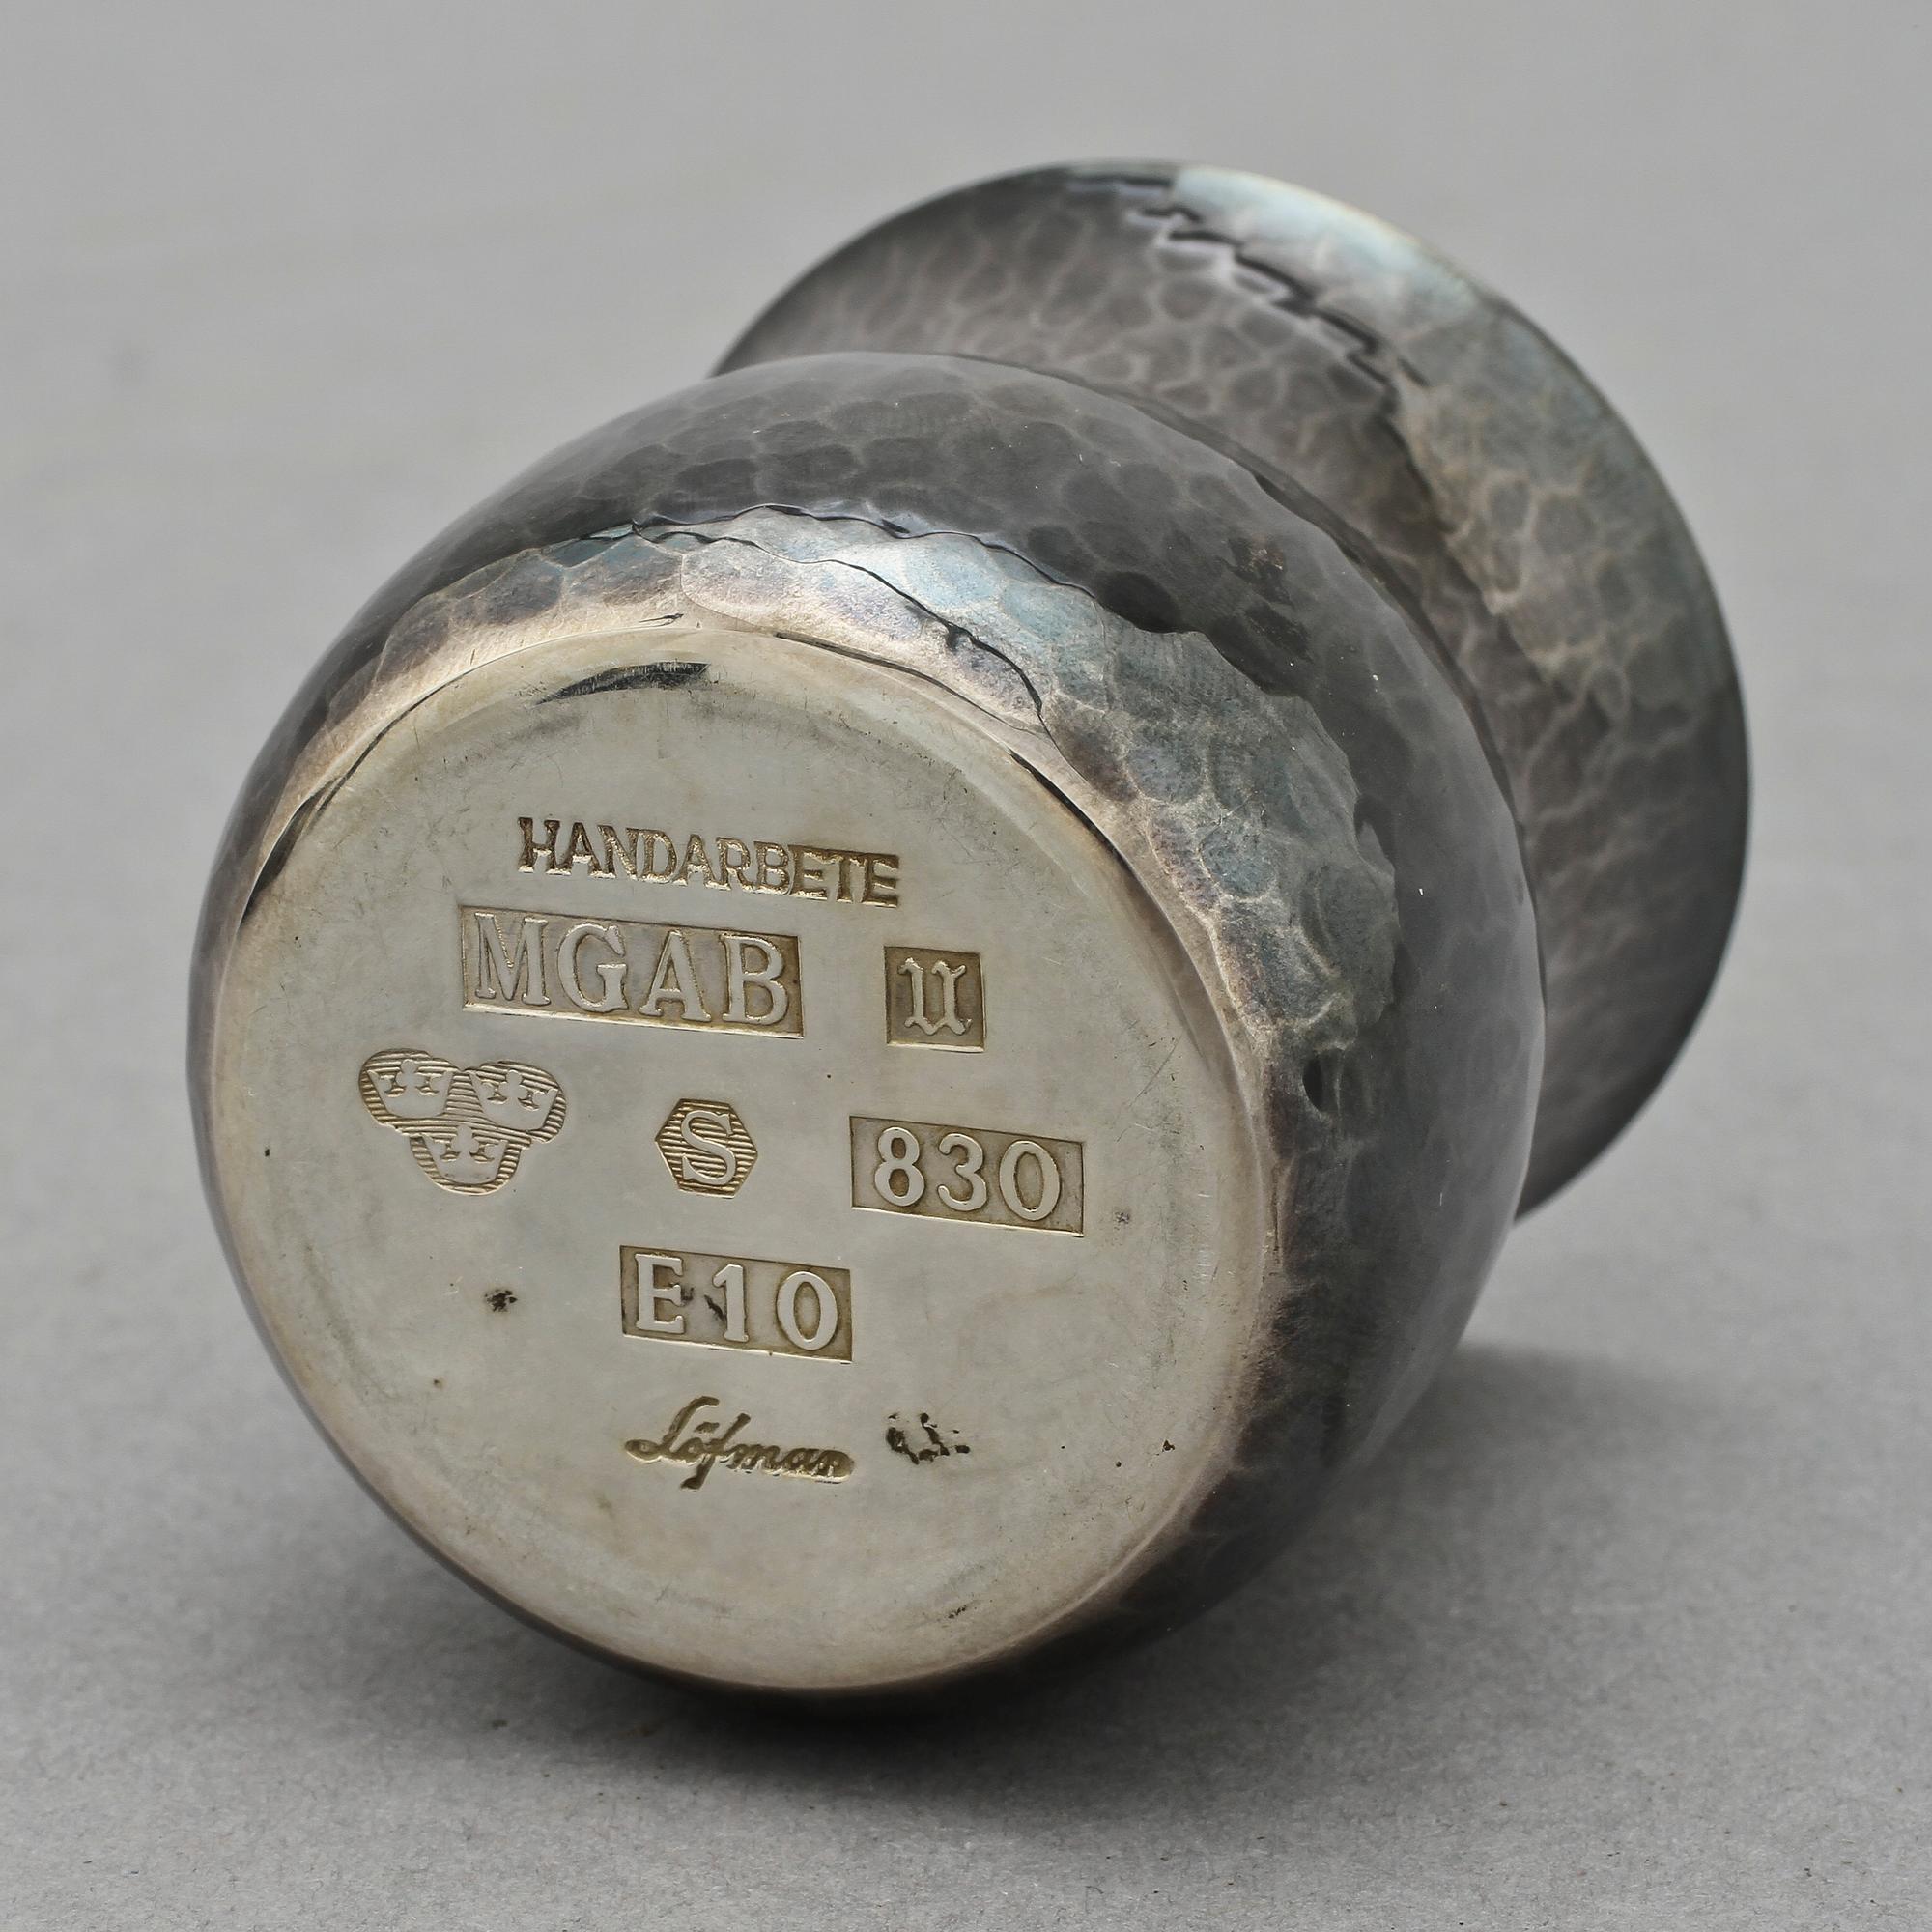 HANDARBETE
MGAB U
S 830
E10
Löfman